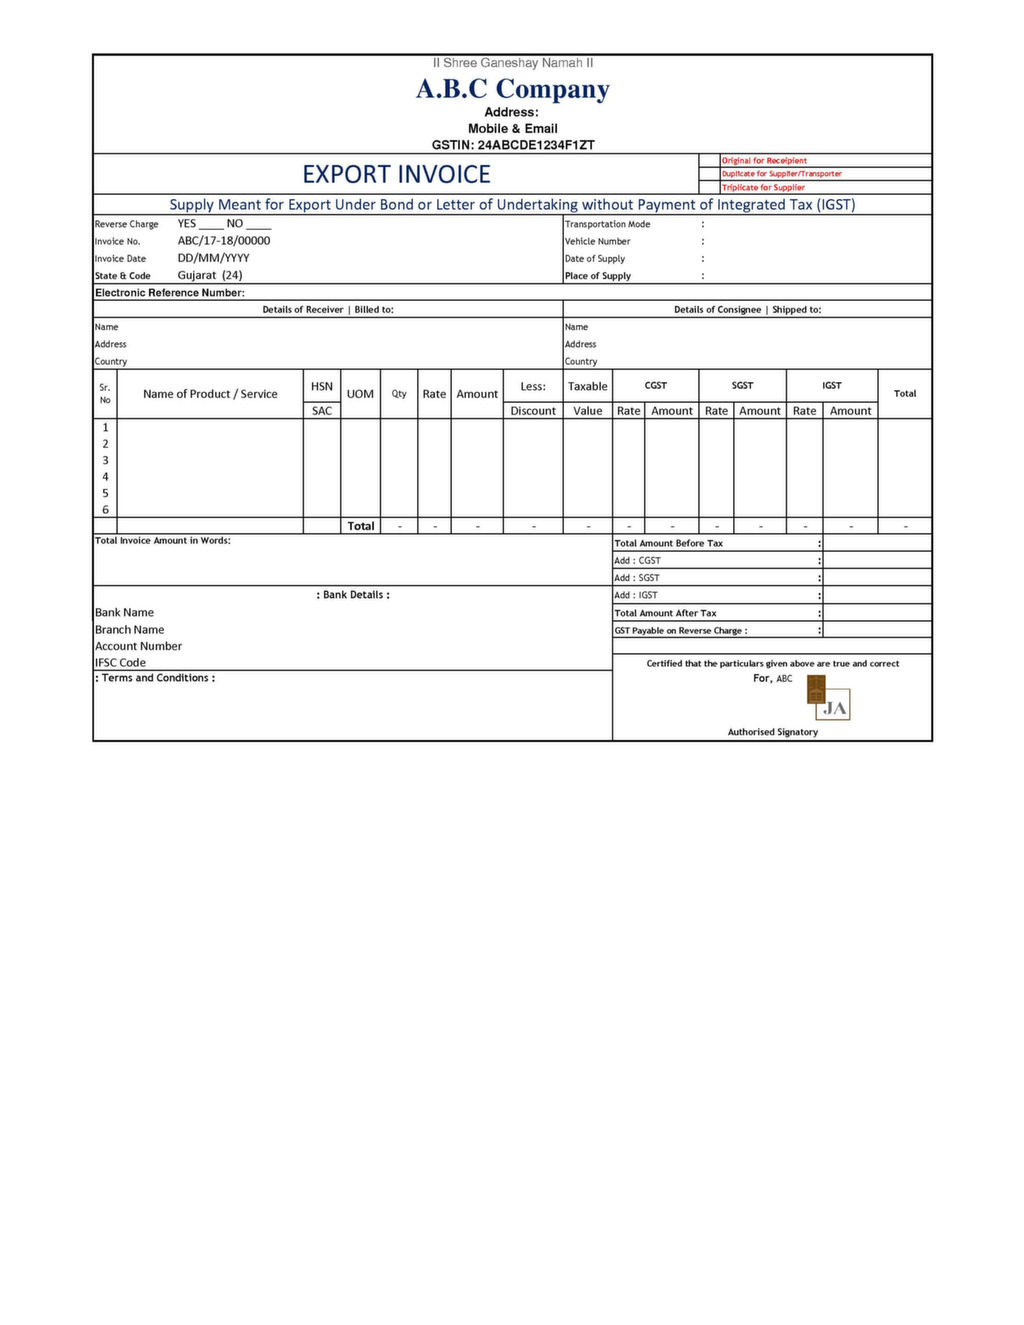 II Shree Ganeshay Namah II
A.B.C Company
Address:
Mobile & Email
GSTIN: 24ABCDE1234F1ZT
EXPORT INVOICE
Original for Receipient
Duplicate for Supplier/Transporter
Triplicate for Supplier
Supply Meant for Export Under Bond or Letter of Undertaking without Payment of Integrated Tax (IGST)
Reverse Charge YES ____ NO ____ Transportation Mode :
Invoice No. ABC/17-18/00000 Vehicle Number :
Invoice Date DD/MM/YYYY Date of Supply :
State & Code Gujarat (24) Place of Supply :
Electronic Reference Number:
Details of Receiver | Billed to: Details of Consignee | Shipped to:
Name Name
Address Address
Country Country
Sr. No Name of Product / Service HSN UOM Qty Rate Amount Less: Taxable CGST SGST IGST Total
SAC Discount Value Rate Amount Rate Amount Rate Amount
1
2
3
4
5
6
Total - - - - - - - - - - - -
Total Invoice Amount in Words: Total Amount Before Tax :
Add : CGST :
Add : SGST :
: Bank Details : Add : IGST :
Bank Name Total Amount After Tax :
Branch Name GST Payable on Reverse Charge : :
Account Number
IFSC Code Certified that the particulars given above are true and correct
: Terms and Conditions : For, ABC
JA
Authorised Signatory